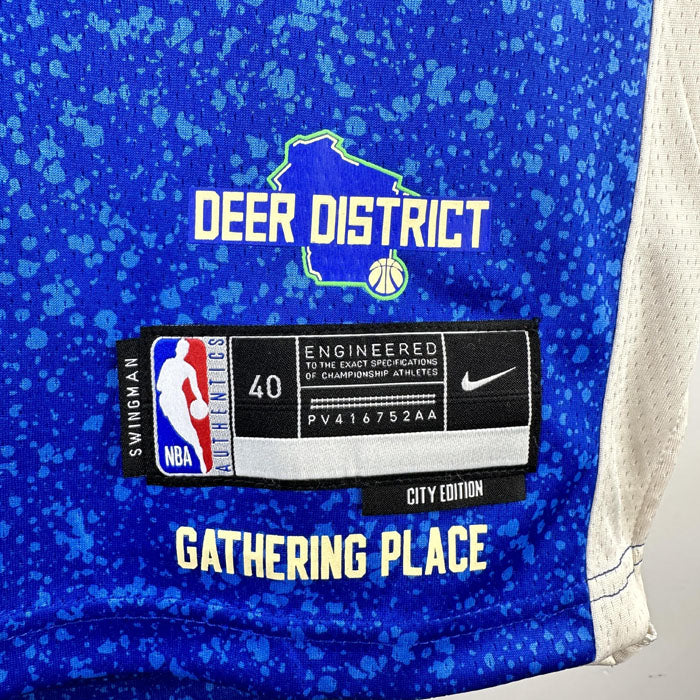 DEER DISTRICT
SWINGMAN
NBA
AUTHENTICS
40
ENGINEERED
TO THE EXACT SPECIFICATIONS
OF CHAMPIONSHIP ATHLETES
PV416752AA
CITY EDITION
GATHERING PLACE